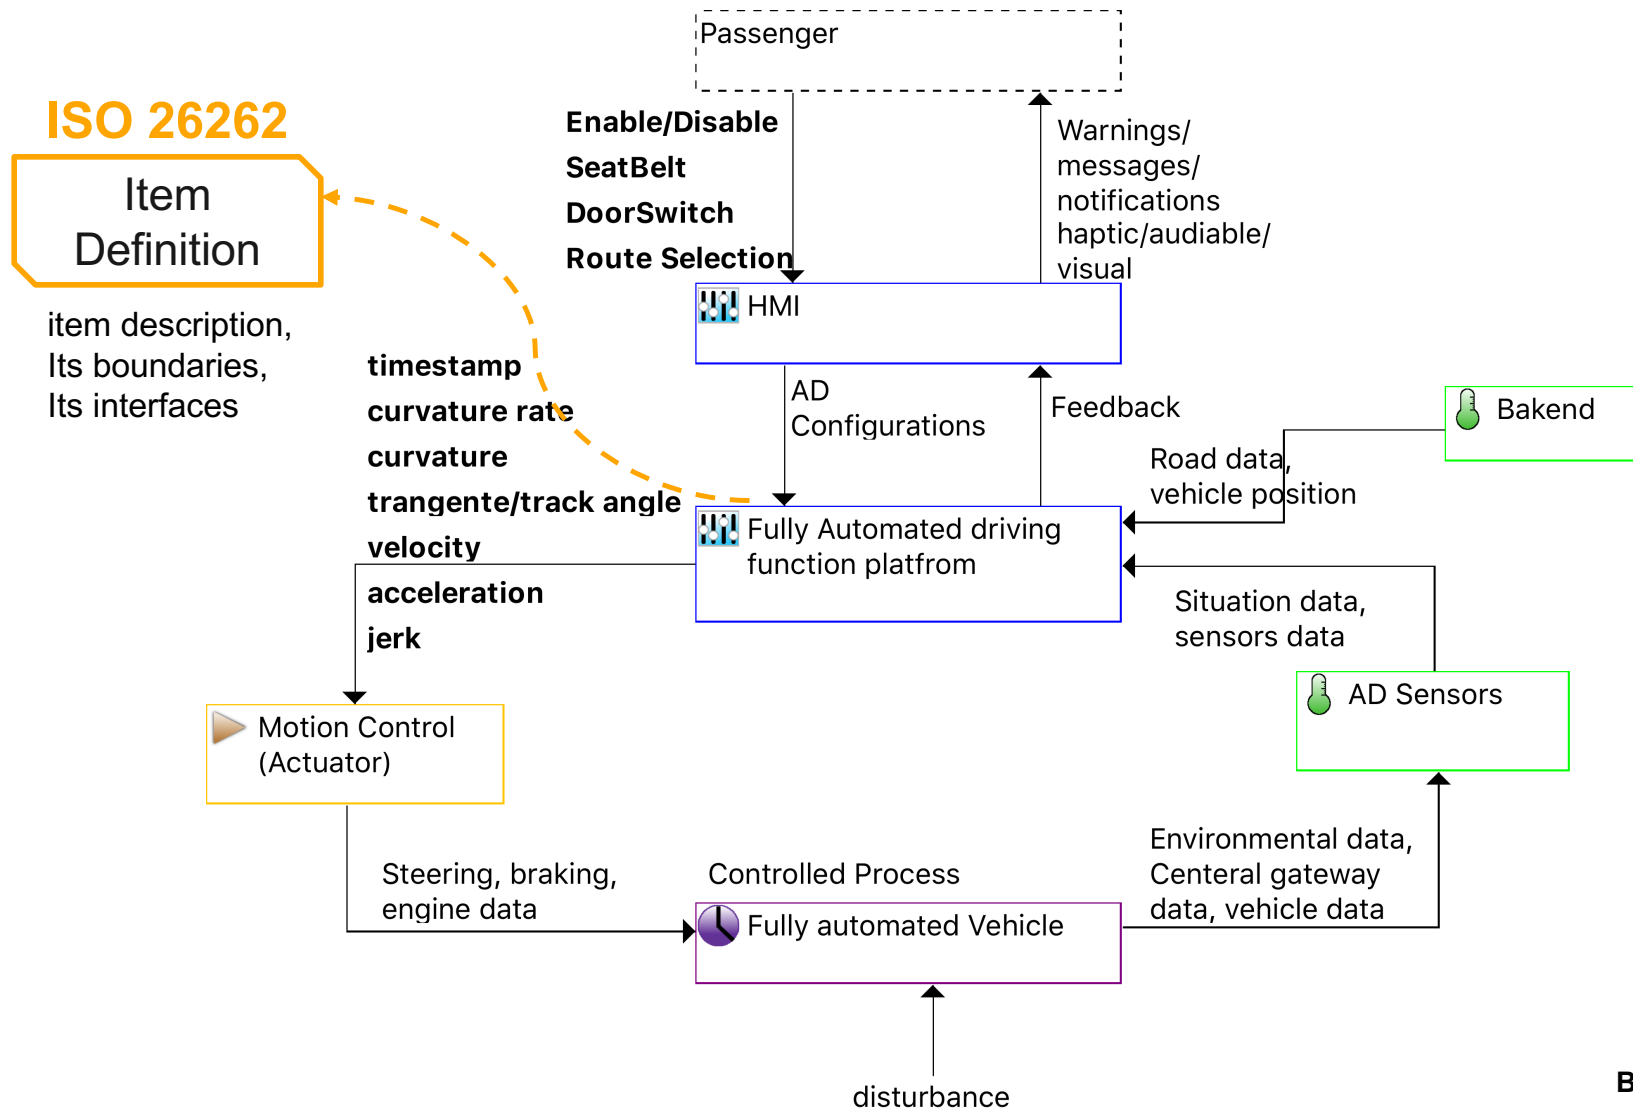 Passenger
ISO 26262
Item
Definition
item description,
Its boundaries,
Its interfaces
Enable/Disable
SeatBelt
DoorSwitch
Route Selection
Warnings/
messages/
notifications
haptic/audiable/
visual
HMI
timestamp
curvature rate
curvature
trangente/track angle
velocity
acceleration
jerk
AD
Configurations
Feedback
Bakend
Road data,
vehicle position
Fully Automated driving
function platfrom
Situation data,
sensors data
AD Sensors
Motion Control
(Actuator)
Steering, braking,
engine data
Controlled Process
Fully automated Vehicle
Environmental data,
Centeral gateway
data, vehicle data
disturbance
B